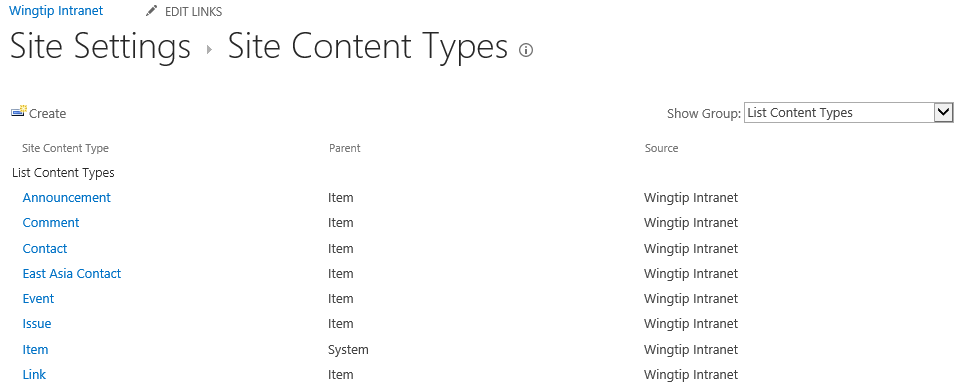 Wingtip Intranet EDIT LINKS
Site Settings Site Content Types
Create Show Group: List Content Types
Site Content Type Parent Source
List Content Types
Announcement Item Wingtip Intranet
Comment Item Wingtip Intranet
Contact Item Wingtip Intranet
East Asia Contact Item Wingtip Intranet
Event Item Wingtip Intranet
Issue Item Wingtip Intranet
Item System Wingtip Intranet
Link Item Wingtip Intranet